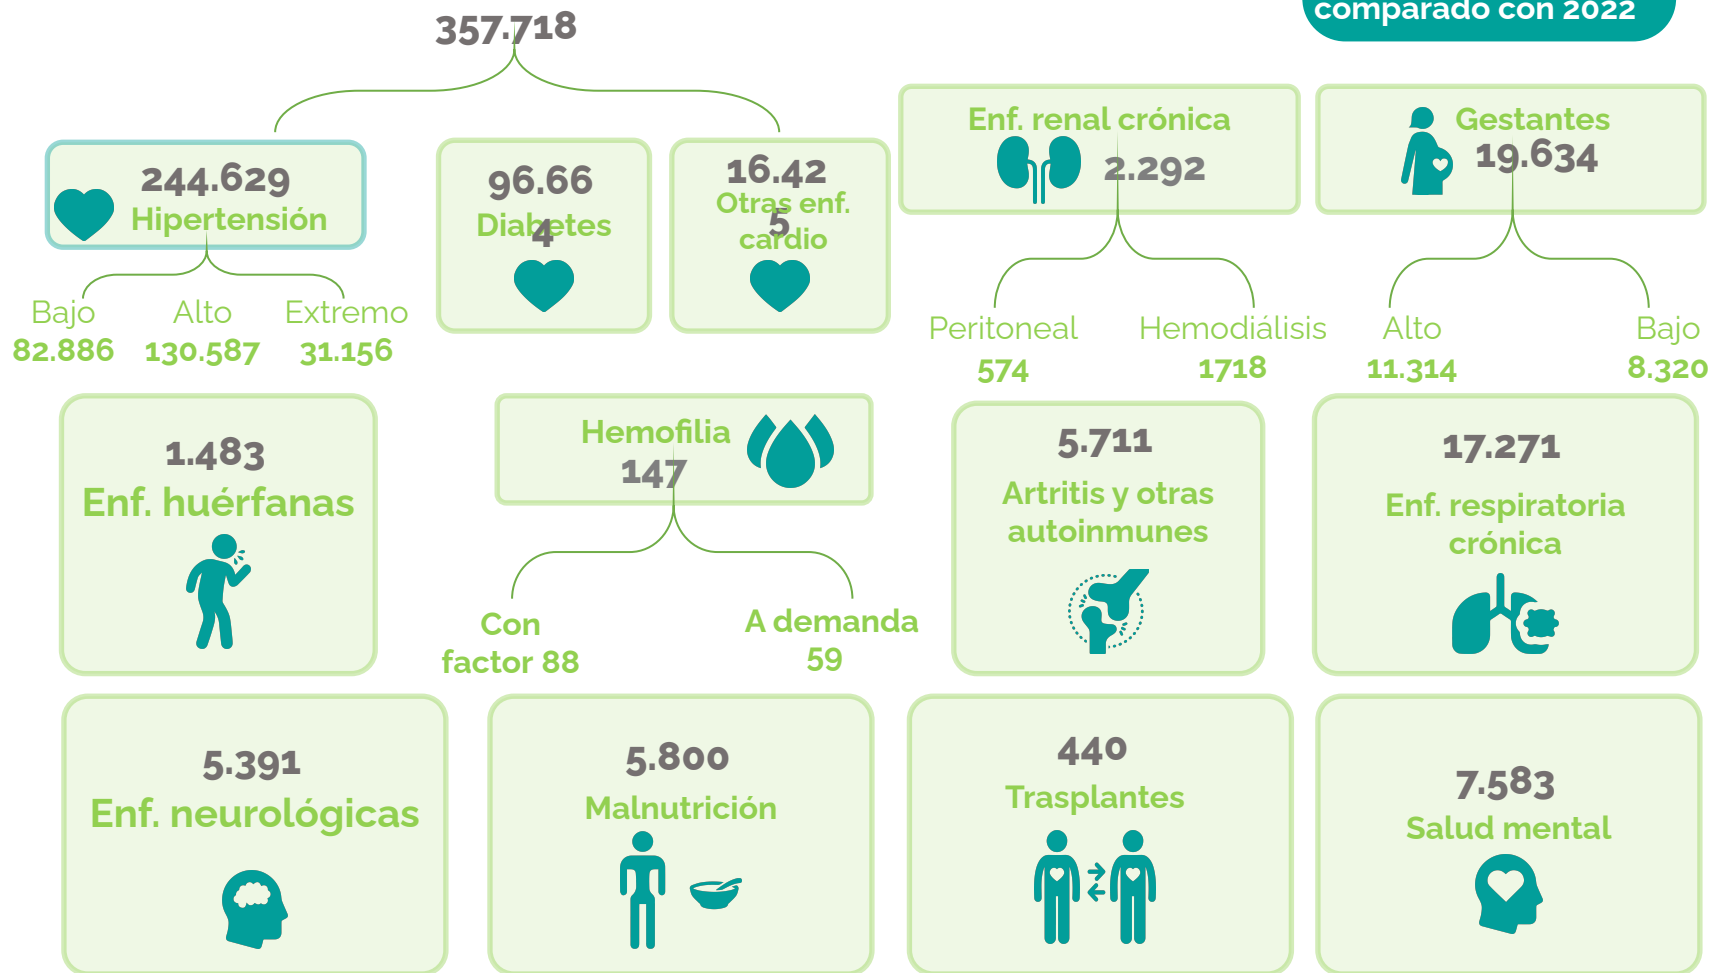 comparado con 2022
357.718
244.629
Hipertensión
96.66
4
Diabetes
16.42
5
Otras enf.
cardio
Enf. renal crónica
2.292
Gestantes
19.634
Bajo
82.886
Alto
130.587
Extremo
31.156
Peritoneal
574
Hemodiálisis
1718
Alto
11.314
Bajo
8.320
1.483
Enf. huérfanas
Hemofilia
147
Con
factor 88
A demanda
59
5.711
Artritis y otras
autoinmunes
17.271
Enf. respiratoria
crónica
5.391
Enf. neurológicas
5.800
Malnutrición
440
Trasplantes
7.583
Salud mental